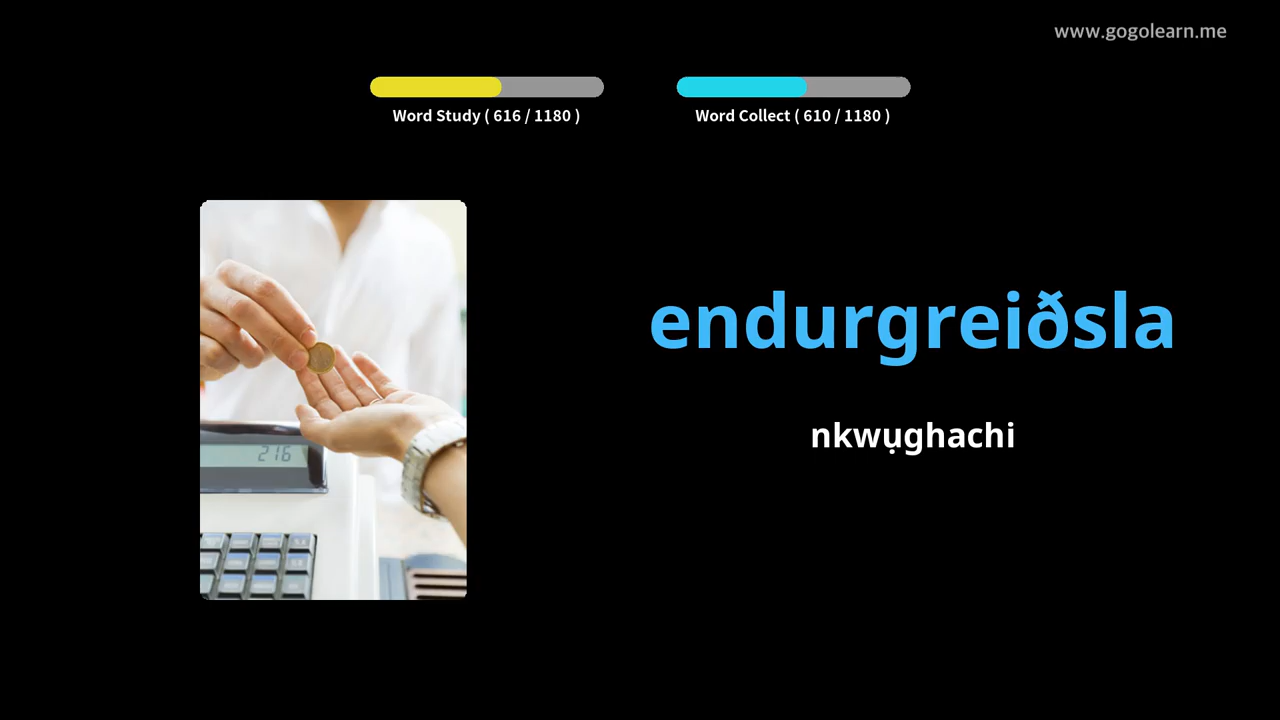 www.gogolearn.me
Word Study ( 616 / 1180 )
Word Collect ( 610 / 1180 )
endurgreiðsla
nkwụghachi
216